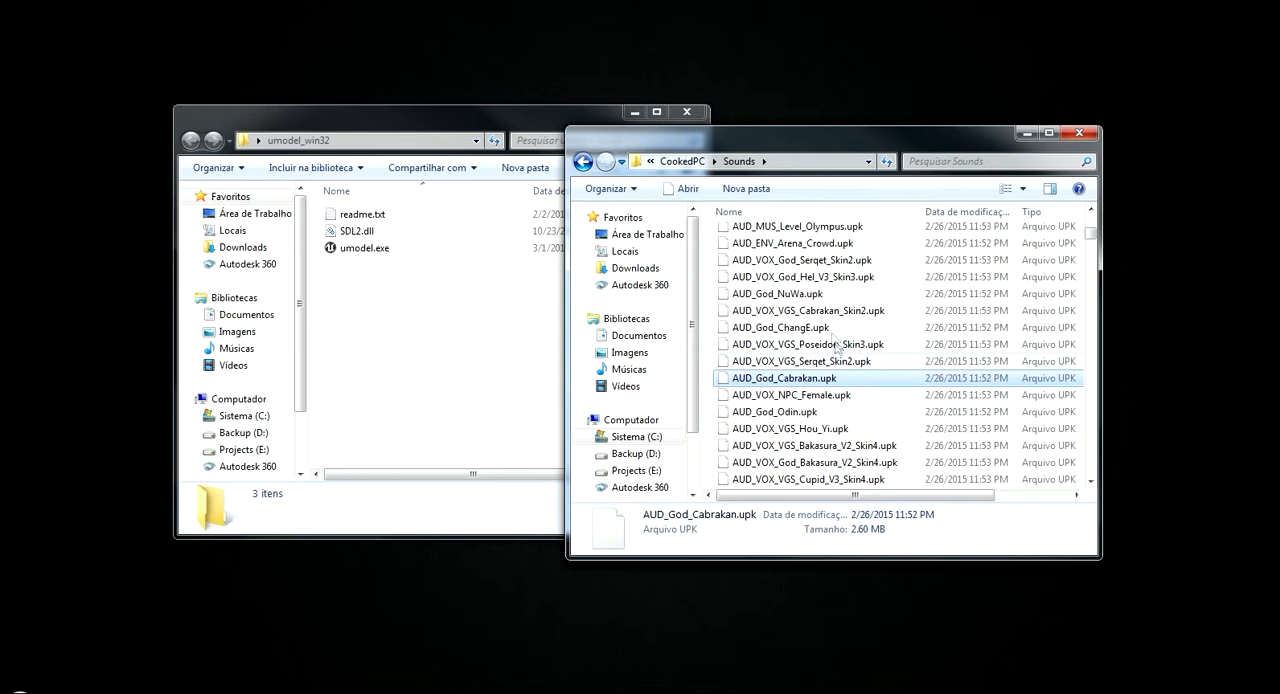 umodel_win32
Pesquisar u
Organizar
Incluir na biblioteca
Compartilhar com
Nova pasta
Favoritos
Área de Trabalho
Locais
Downloads
Autodesk 360
Bibliotecas
Documentos
Imagens
Músicas
Vídeos
Computador
Sistema (C:)
Backup (D:)
Projects (E:)
Autodesk 360
Nome
Data de
readme.txt
2/2/201
SDL2.dll
10/23/2
umodel.exe
3/1/201
3 itens
« CookedPC
Sounds
Pesquisar Sounds
Organizar
Abrir
Nova pasta
Favoritos
Área de Trabalho
Locais
Downloads
Autodesk 360
Bibliotecas
Documentos
Imagens
Músicas
Vídeos
Computador
Sistema (C:)
Backup (D:)
Projects (E:)
Autodesk 360
Nome Data de modificaç... Tipo
AUD_MUS_Level_Olympus.upk 2/26/2015 11:53 PM Arquivo UPK
AUD_ENV_Arena_Crowd.upk 2/26/2015 11:53 PM Arquivo UPK
AUD_VOX_God_Serqet_Skin2.upk 2/26/2015 11:53 PM Arquivo UPK
AUD_VOX_God_Hel_V3_Skin3.upk 2/26/2015 11:53 PM Arquivo UPK
AUD_God_NuWa.upk 2/26/2015 11:52 PM Arquivo UPK
AUD_VOX_VGS_Cabrakan_Skin2.upk 2/26/2015 11:53 PM Arquivo UPK
AUD_God_ChangE.upk 2/26/2015 11:52 PM Arquivo UPK
AUD_VOX_VGS_Poseidon_Skin3.upk 2/26/2015 11:53 PM Arquivo UPK
AUD_VOX_VGS_Serqet_Skin2.upk 2/26/2015 11:53 PM Arquivo UPK
AUD_God_Cabrakan.upk 2/26/2015 11:52 PM Arquivo UPK
AUD_VOX_NPC_Female.upk 2/26/2015 11:53 PM Arquivo UPK
AUD_God_Odin.upk 2/26/2015 11:52 PM Arquivo UPK
AUD_VOX_VGS_Hou_Yi.upk 2/26/2015 11:53 PM Arquivo UPK
AUD_VOX_VGS_Bakasura_V2_Skin4.upk 2/26/2015 11:53 PM Arquivo UPK
AUD_VOX_God_Bakasura_V2_Skin4.upk 2/26/2015 11:53 PM Arquivo UPK
AUD_VOX_VGS_Cupid_V3_Skin4.upk 2/26/2015 11:53 PM Arquivo UPK
AUD_God_Cabrakan.upk Data de modificaç... 2/26/2015 11:52 PM
Arquivo UPK Tamanho: 2.60 MB